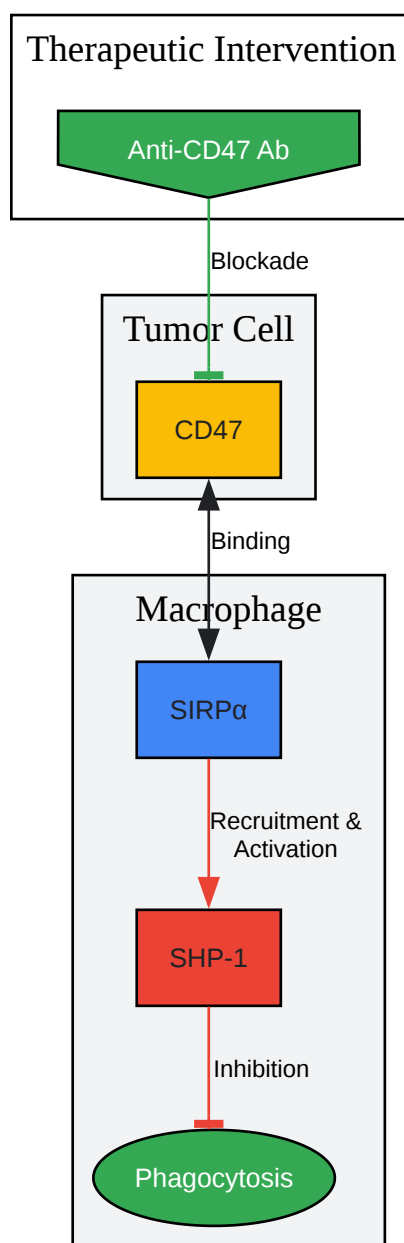 Therapeutic Intervention
Anti-CD47 Ab
Blockade
Tumor Cell
CD47
Binding
Macrophage
SIRPα
Recruitment &
Activation
SHP-1
Inhibition
Phagocytosis